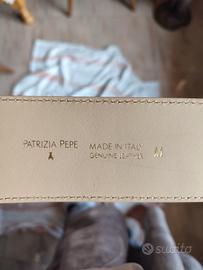 PATRIZIA PEPE
MADE IN ITALY
GENUINE LEATHER
M
subito